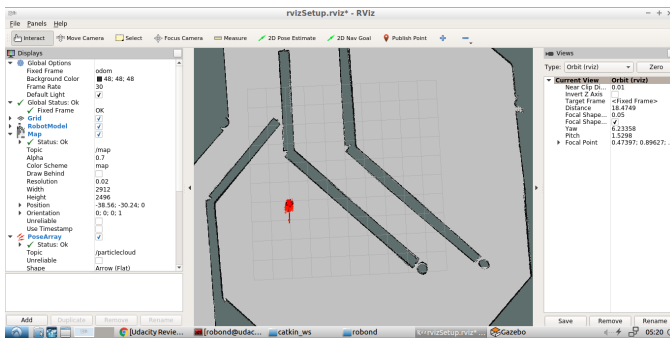 rvizSetup.rviz* - RViz
File Panels Help
Interact Move Camera Select Focus Camera Measure 2D Pose Estimate 2D Nav Goal Publish Point
Displays
Global Options
Fixed Frame odom
Background Color 48; 48; 48
Frame Rate 30
Default Light
Global Status: Ok
Fixed Frame OK
Grid
RobotModel
Map
Status: Ok
Topic /map
Alpha 0.7
Color Scheme map
Draw Behind
Resolution 0.02
Width 2912
Height 2496
Position -38.56; -30.24; 0
Orientation 0; 0; 0; 1
Unreliable
Use Timestamp
PoseArray
Status: Ok
Topic /particlecloud
Unreliable
Shape Arrow (Flat)
Add Duplicate Remove Rename
Views
Type: Orbit (rviz) Zero
Current View Orbit (rviz)
Near Clip Di... 0.01
Invert Z Axis
Target Frame <Fixed Frame>
Distance 18.4749
Focal Shape... 0.05
Focal Shape...
Yaw 6.23358
Pitch 1.5298
Focal Point 0.47397; 0.89627; ...
Save Remove Rename
[Udacity Revie... [robond@udac... catkin_ws robond rvizSetup.rviz*... Gazebo 05:20